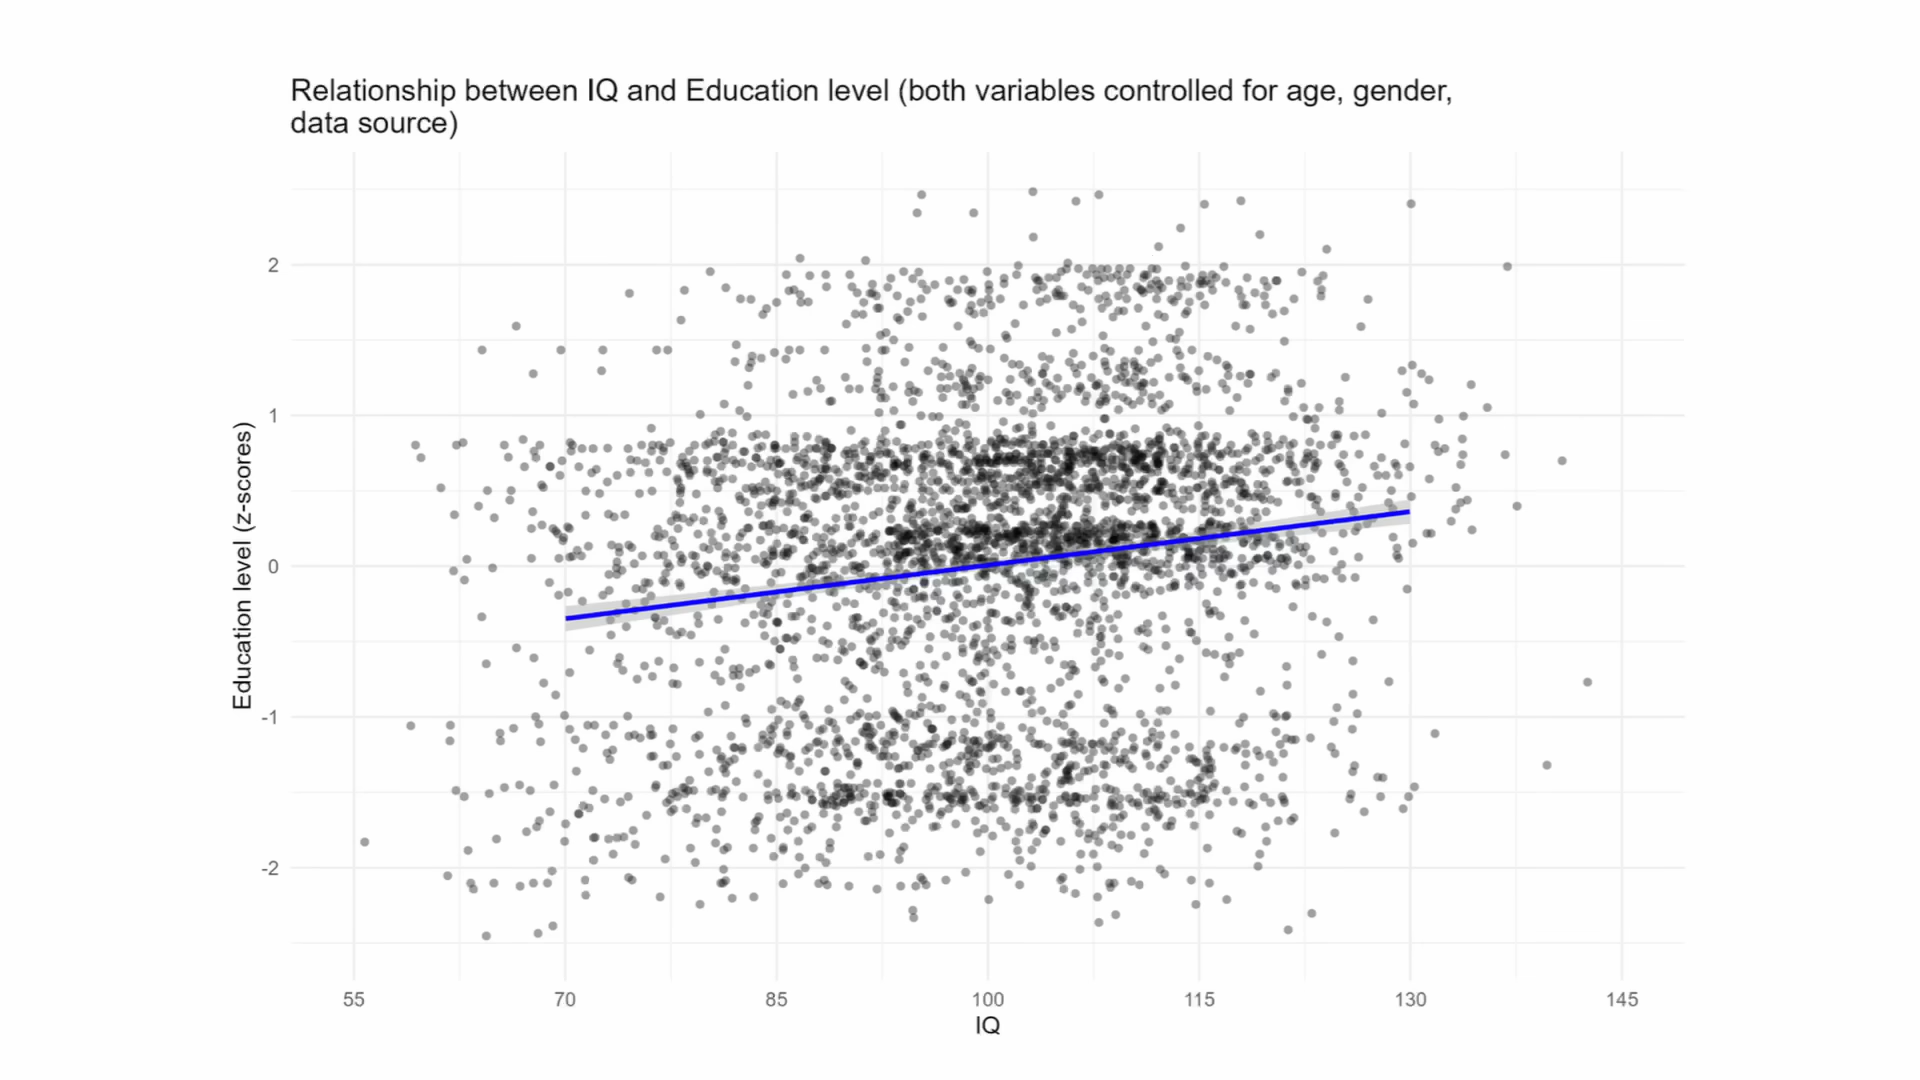 Relationship between IQ and Education level (both variables controlled for age, gender,
data source)
Education level (z-scores)
2
1
0
-1
-2
55 70 85 100 115 130 145
IQ